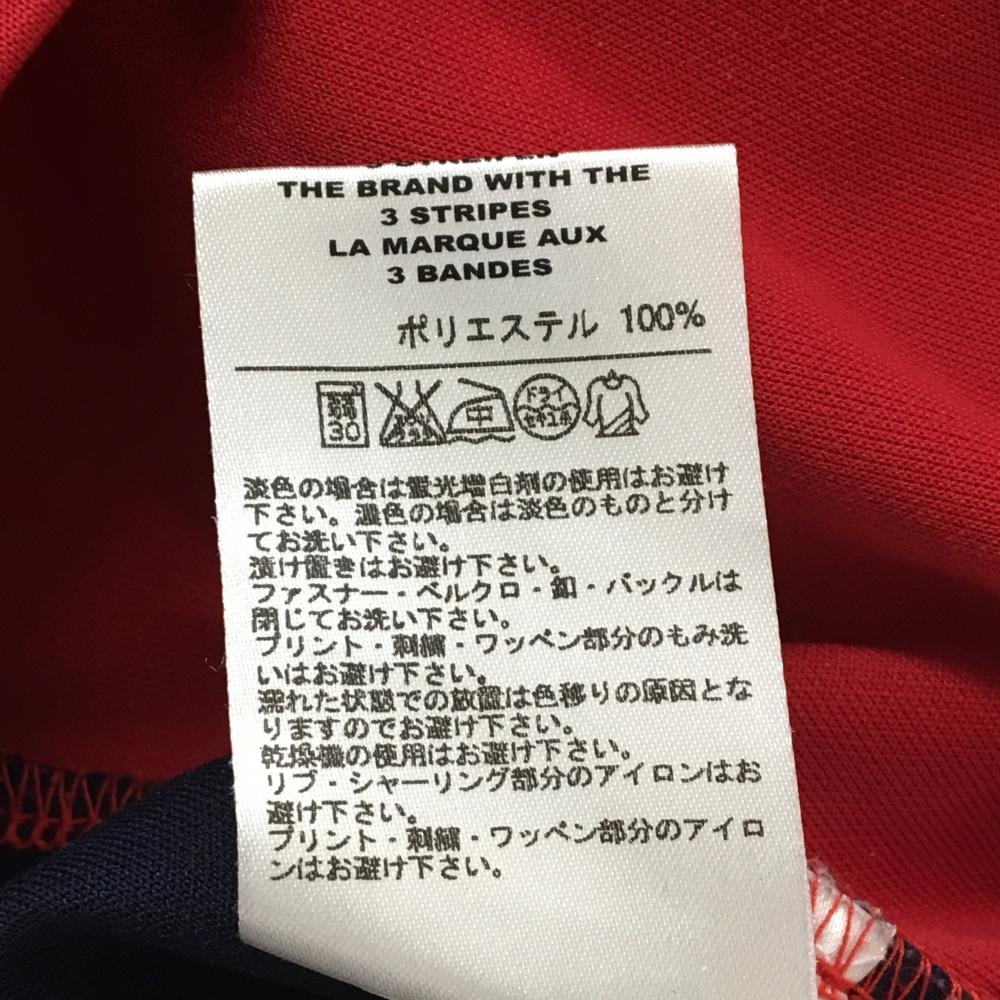 THE BRAND WITH THE
3 STRIPES
LA MARQUE AUX
3 BANDES
ポリエステル 100%
30
中
ドライ
セキユ系
淡色の場合は蛍光増白剤の使用はお避け
下さい。濃色の場合は淡色のものと分け
てお洗い下さい。
漬け置きはお避け下さい。
ファスナー・ベルクロ・釦・バックルは
閉じてお洗い下さい。
プリント・刺繍・ワッペン部分のもみ洗
いはお避け下さい。
濡れた状態での放置は色移りの原因とな
りますのでお避け下さい。
乾燥機の使用はお避け下さい。
リブ・シャーリング部分のアイロンはお
避け下さい。
プリント・刺繍・ワッペン部分のアイロ
ンはお避け下さい。